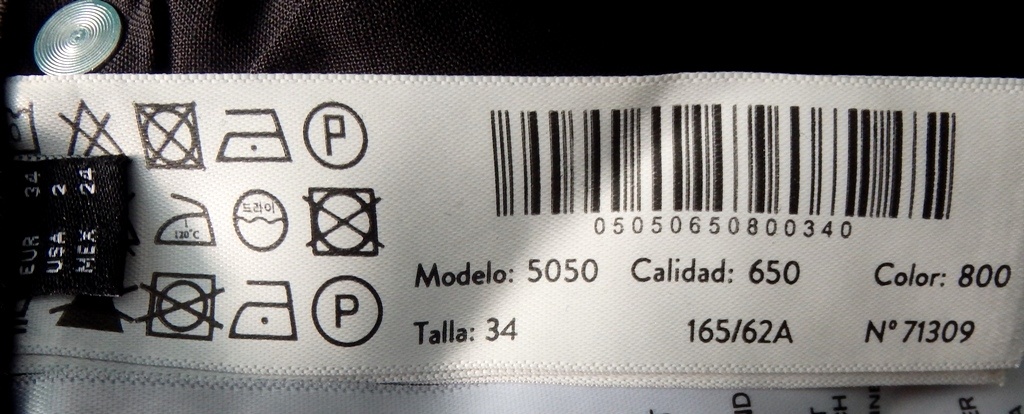 EUR 34
USA 2
MEX 24
P
드라이
1
120°C
P
05050650800340
Modelo: 5050 Calidad: 650 Color: 800
Talla: 34 165/62A Nº 71309